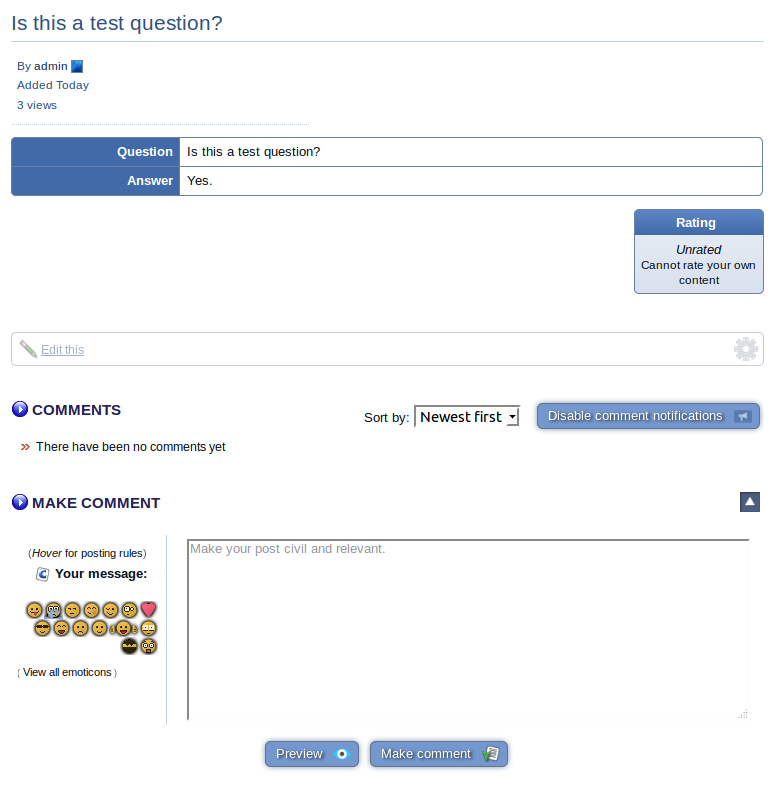 Is this a test question?
By admin
Added Today
3 views
Question Is this a test question?
Answer Yes.
Rating
Unrated
Cannot rate your own
content
Edit this
COMMENTS Sort by: Newest first Disable comment notifications
There have been no comments yet
MAKE COMMENT
(Hover for posting rules)
Your message:
Make your post civil and relevant.
( View all emoticons )
Preview Make comment